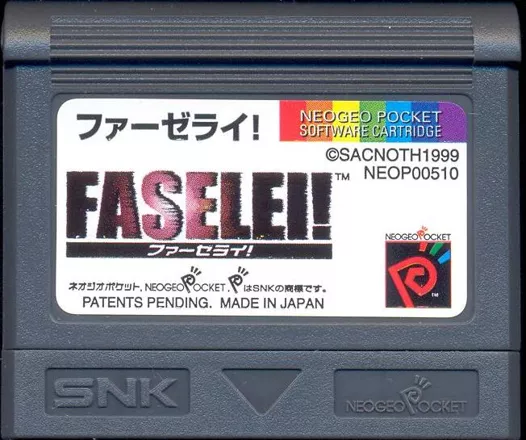 ファーゼライ!
NEOGEO POCKET
SOFTWARE CARTRIDGE
©SACNOTH1999
NEOP00510
FASELEI!™
ファーゼライ!
NEOGEO POCKET
ネオジオポケット, NEOGEO POCKET, P はSNKの商標です。
PATENTS PENDING. MADE IN JAPAN
™
SNK
NEOGEO POCKET